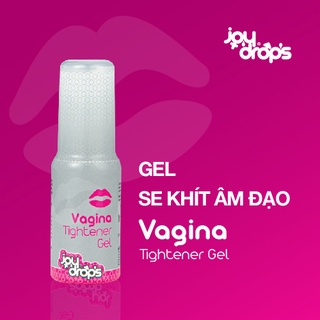 joy
drops
GEL
SE KHÍT ÂM ĐẠO
Vagina
Tightener Gel
Vagina
Tightener
Gel
joy
drops